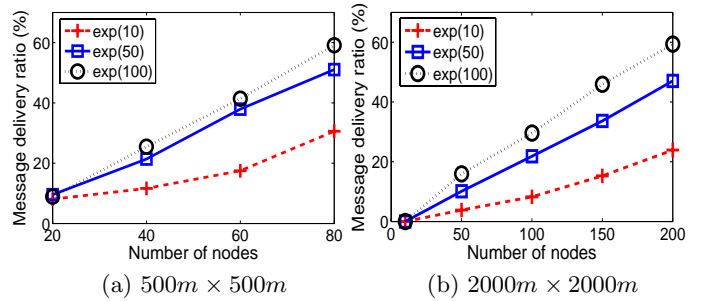 Message delivery ratio (%)
60
40
20
0
exp(10)
exp(50)
exp(100)
20 40 60 80
Number of nodes
(a) 500m × 500m
Message delivery ratio (%)
60
40
20
0
exp(10)
exp(50)
exp(100)
0 50 100 150 200
Number of nodes
(b) 2000m × 2000m